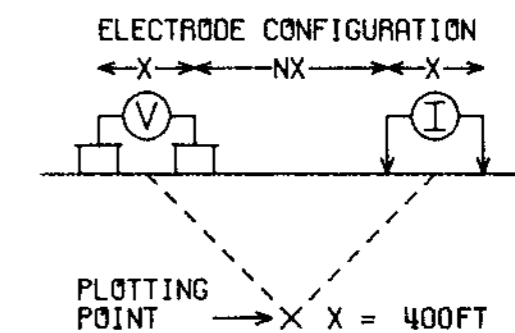 ELECTRODE CONFIGURATION
X NX X
V I
PLOTTING
POINT X = 400FT